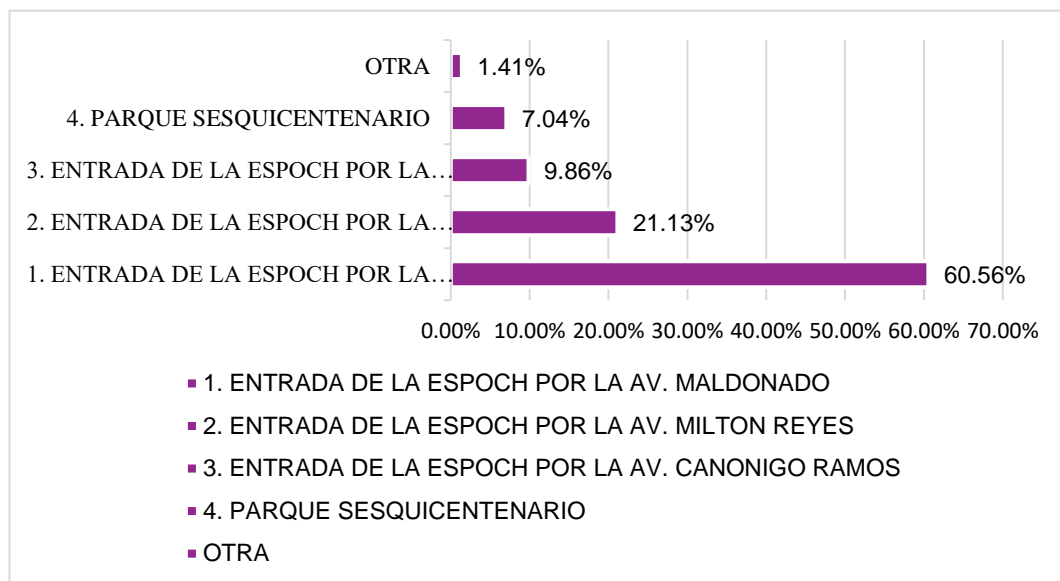 OTRA 1.41%
4. PARQUE SESQUICENTENARIO 7.04%
3. ENTRADA DE LA ESPOCH POR LA… 9.86%
2. ENTRADA DE LA ESPOCH POR LA… 21.13%
1. ENTRADA DE LA ESPOCH POR LA… 60.56%
0.00% 10.00% 20.00% 30.00% 40.00% 50.00% 60.00% 70.00%
1. ENTRADA DE LA ESPOCH POR LA AV. MALDONADO
2. ENTRADA DE LA ESPOCH POR LA AV. MILTON REYES
3. ENTRADA DE LA ESPOCH POR LA AV. CANONIGO RAMOS
4. PARQUE SESQUICENTENARIO
OTRA